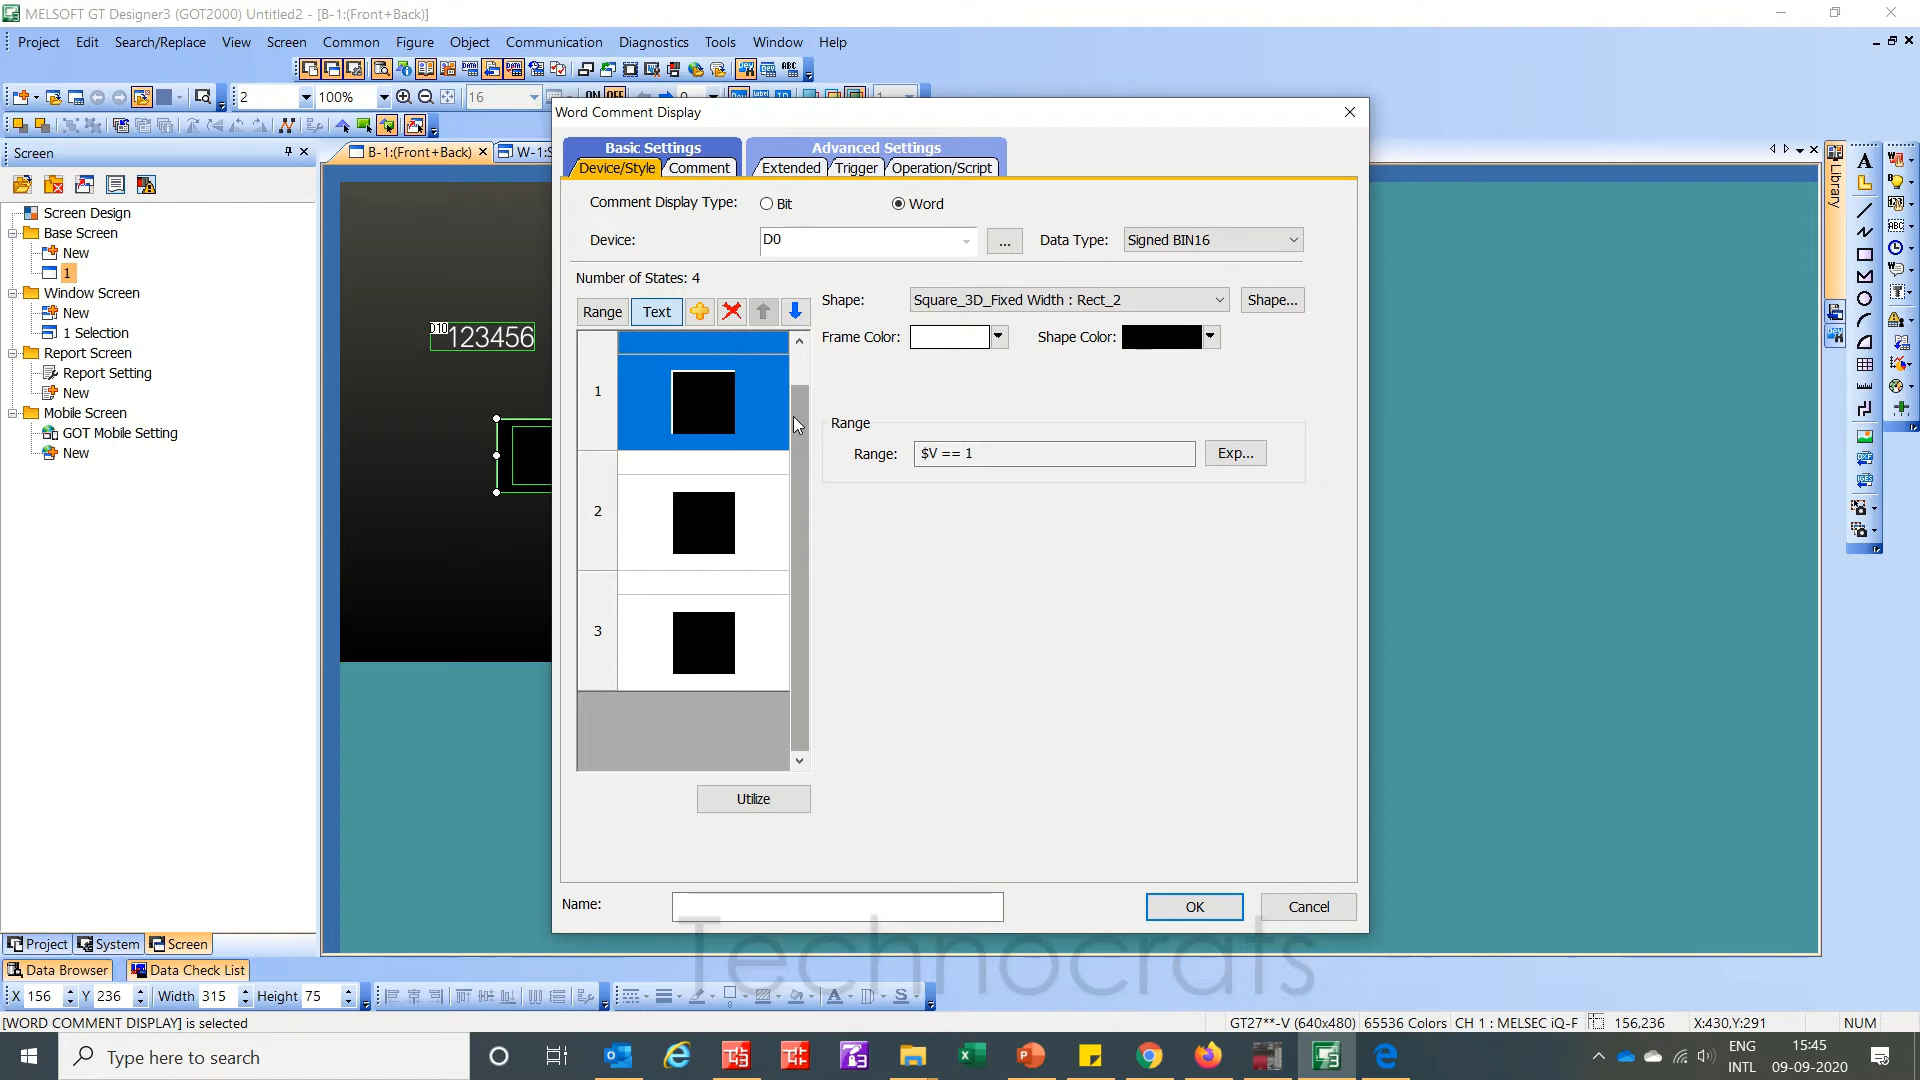 MELSOFT GT Designer3 (GOT2000) Untitled2 - [B-1:(Front+Back)]
Project Edit Search/Replace View Screen Common Figure Object Communication Diagnostics Tools Window Help
2 100% 16
Screen
B-1:(Front+Back)
Screen Design
Base Screen
New
1
Window Screen
New
1 Selection
Report Screen
Report Setting
New
Mobile Screen
GOT Mobile Setting
New
D10 123456
Word Comment Display
Basic Settings Advanced Settings
Device/Style Comment Extended Trigger Operation/Script
Comment Display Type: Bit Word
Device: D0 ... Data Type: Signed BIN16
Number of States: 4
Range Text Shape: Square_3D_Fixed Width : Rect_2 Shape...
Frame Color: Shape Color:
1
2
3
Range
Range: $V == 1 Exp...
Utilize
Name: OK Cancel
Library
Technocrats
Project System Screen
Data Browser Data Check List
X 156 Y 236 Width 315 Height 75
[WORD COMMENT DISPLAY] is selected GT27**-V (640x480) 65536 Colors CH 1 : MELSEC iQ-F 156,236 X:430,Y:291 NUM
Type here to search
ENG
INTL
15:45
09-09-2020